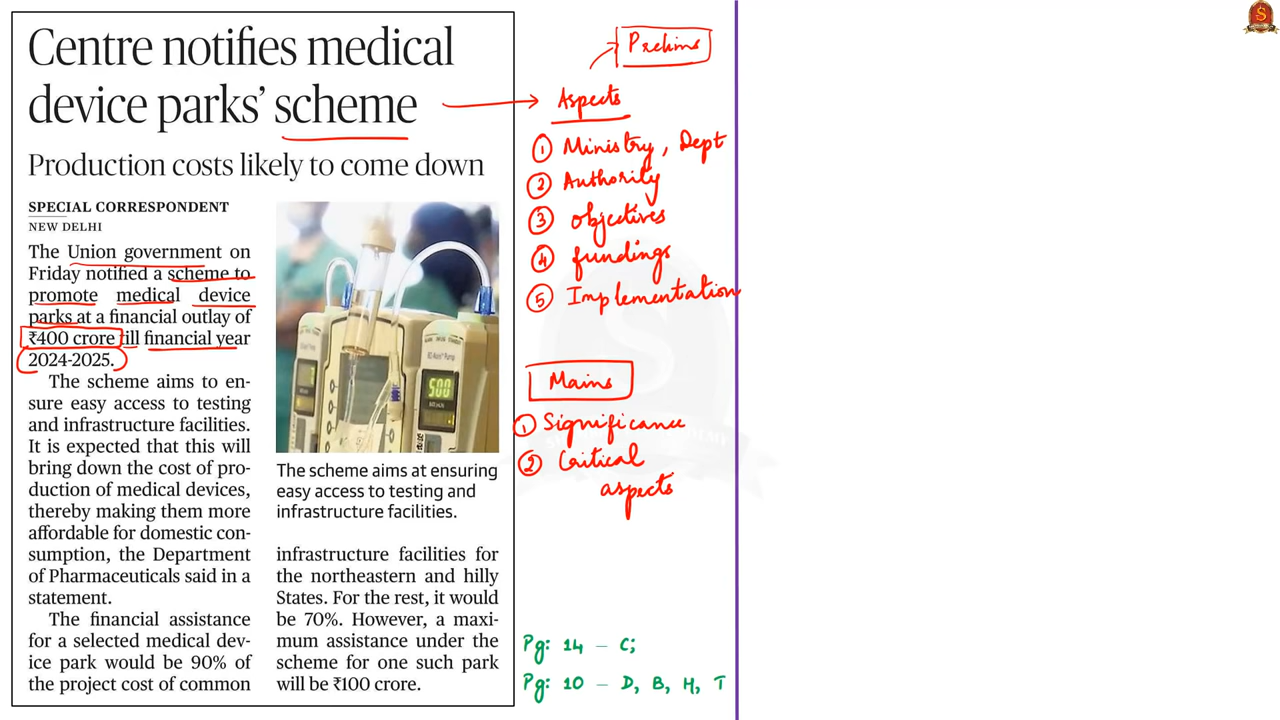 Centre notifies medical
device parks' scheme
Production costs likely to come down
SPECIAL CORRESPONDENT
NEW DELHI
The Union government on
Friday notified a scheme to
promote medical device
parks at a financial outlay of
₹400 crore till financial year
2024-2025.
The scheme aims to en-
sure easy access to testing
and infrastructure facilities.
It is expected that this will
bring down the cost of pro-
duction of medical devices,
thereby making them more
affordable for domestic con-
sumption, the Department
of Pharmaceuticals said in a
statement.
The financial assistance
for a selected medical dev-
ice park would be 90% of
the project cost of common
500
The scheme aims at ensuring
easy access to testing and
infrastructure facilities.
infrastructure facilities for
the northeastern and hilly
States. For the rest, it would
be 70%. However, a maxi-
mum assistance under the
scheme for one such park
will be ₹100 crore.
Prelims
Aspects
① Ministry, Dept
② Authority
③ objectives
④ fundings
⑤ Implementation
Mains
① Significance
② Critical
aspects
Pg: 14 – C;
Pg: 10 – D, B, H, T
S